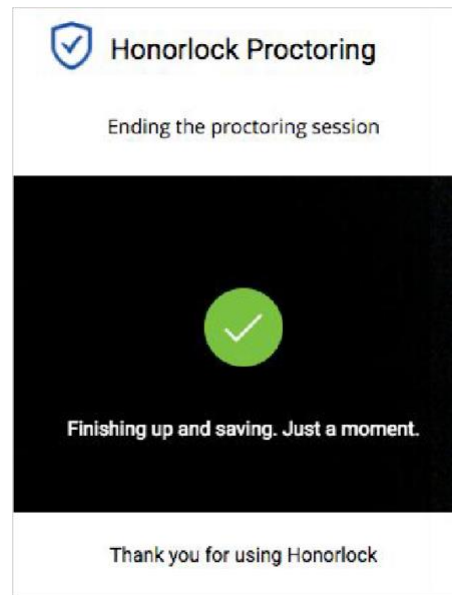 Honorlock Proctoring
Ending the proctoring session
Finishing up and saving. Just a moment.
Thank you for using Honorlock